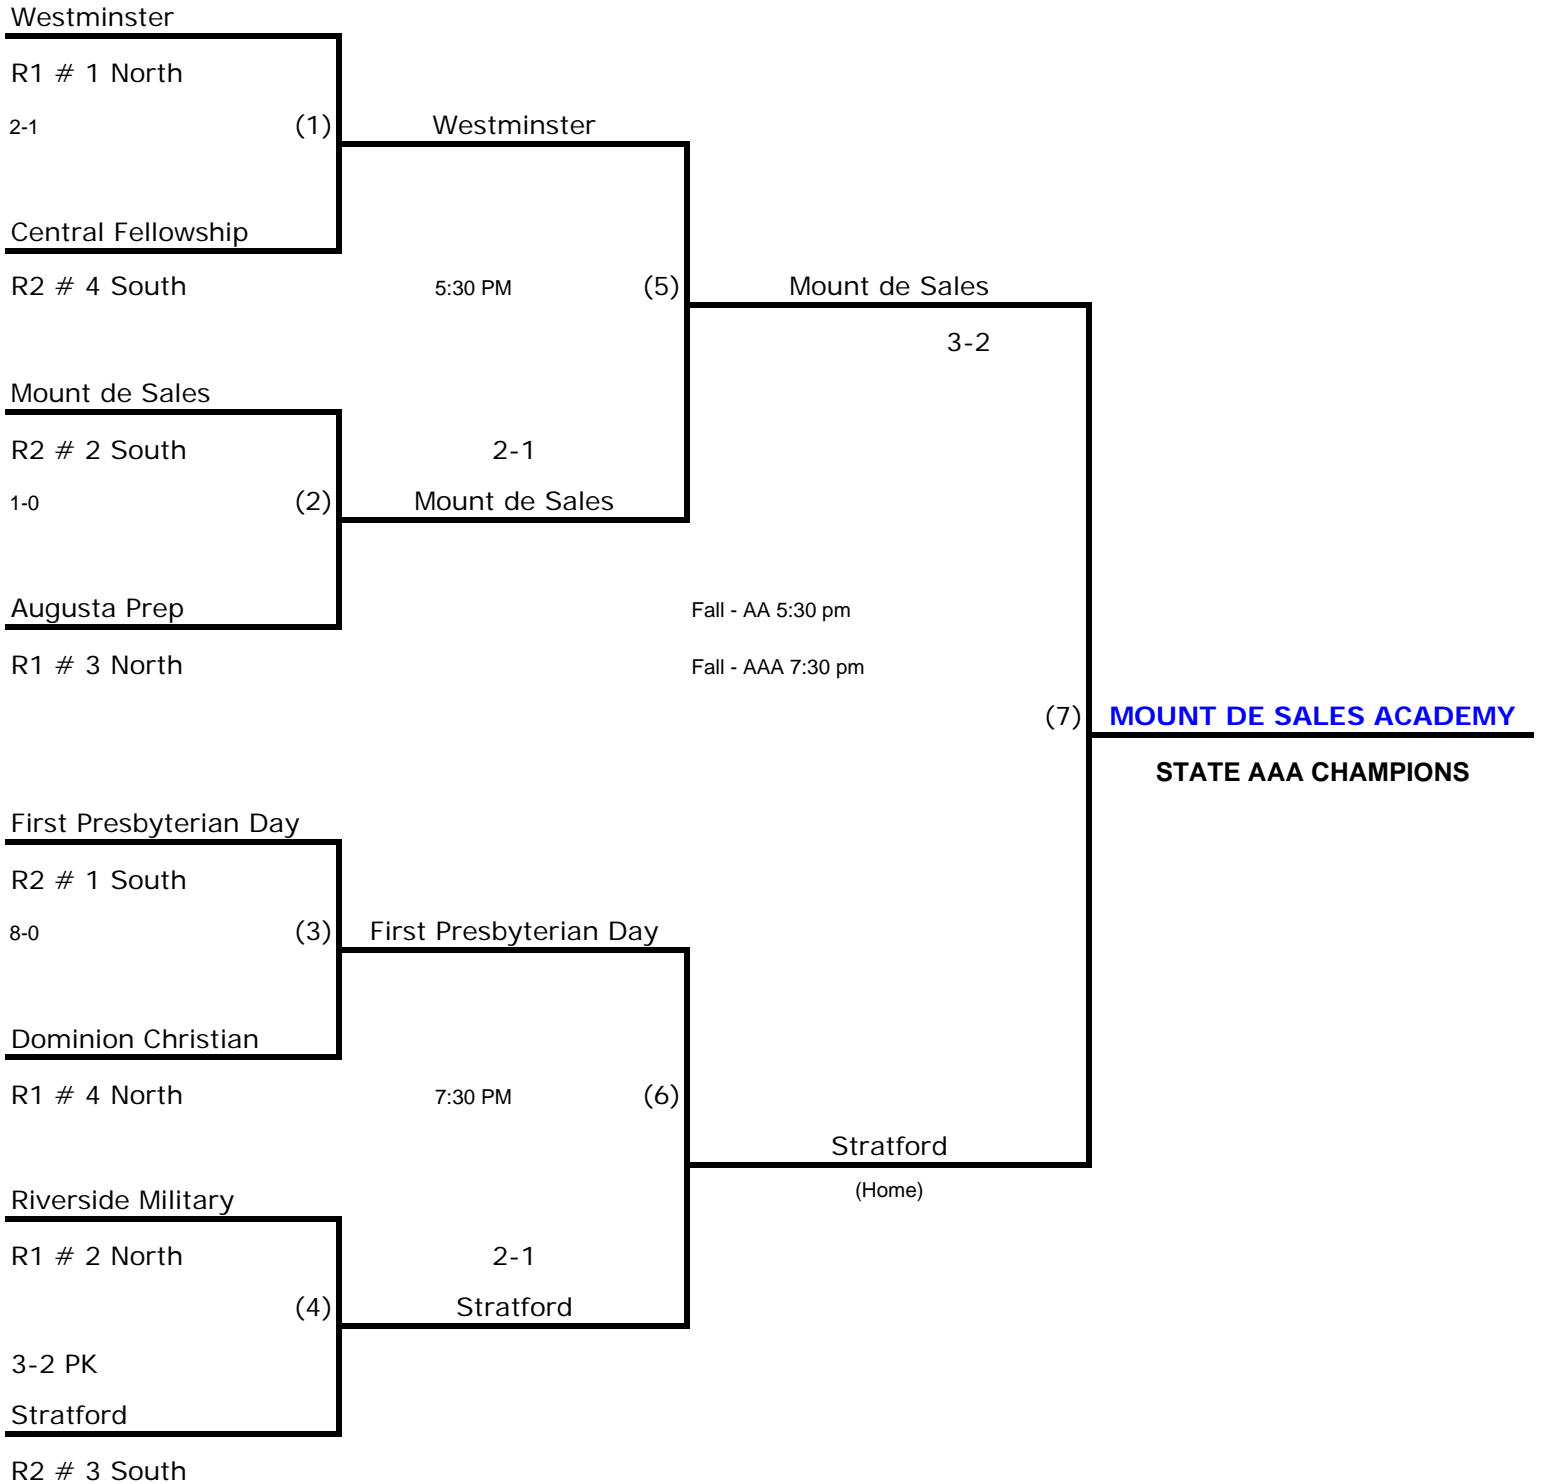 Westminster
R1 # 1 North
2-1
(1)
Westminster
Central Fellowship
R2 # 4 South
5:30 PM
(5)
Mount de Sales
3-2
Mount de Sales
R2 # 2 South
2-1
1-0
(2)
Mount de Sales
Augusta Prep
Fall - AA 5:30 pm
R1 # 3 North
Fall - AAA 7:30 pm
(7)
MOUNT DE SALES ACADEMY
STATE AAA CHAMPIONS
First Presbyterian Day
R2 # 1 South
8-0
(3)
First Presbyterian Day
Dominion Christian
R1 # 4 North
7:30 PM
(6)
Stratford
(Home)
Riverside Military
R1 # 2 North
2-1
(4)
Stratford
3-2 PK
Stratford
R2 # 3 South